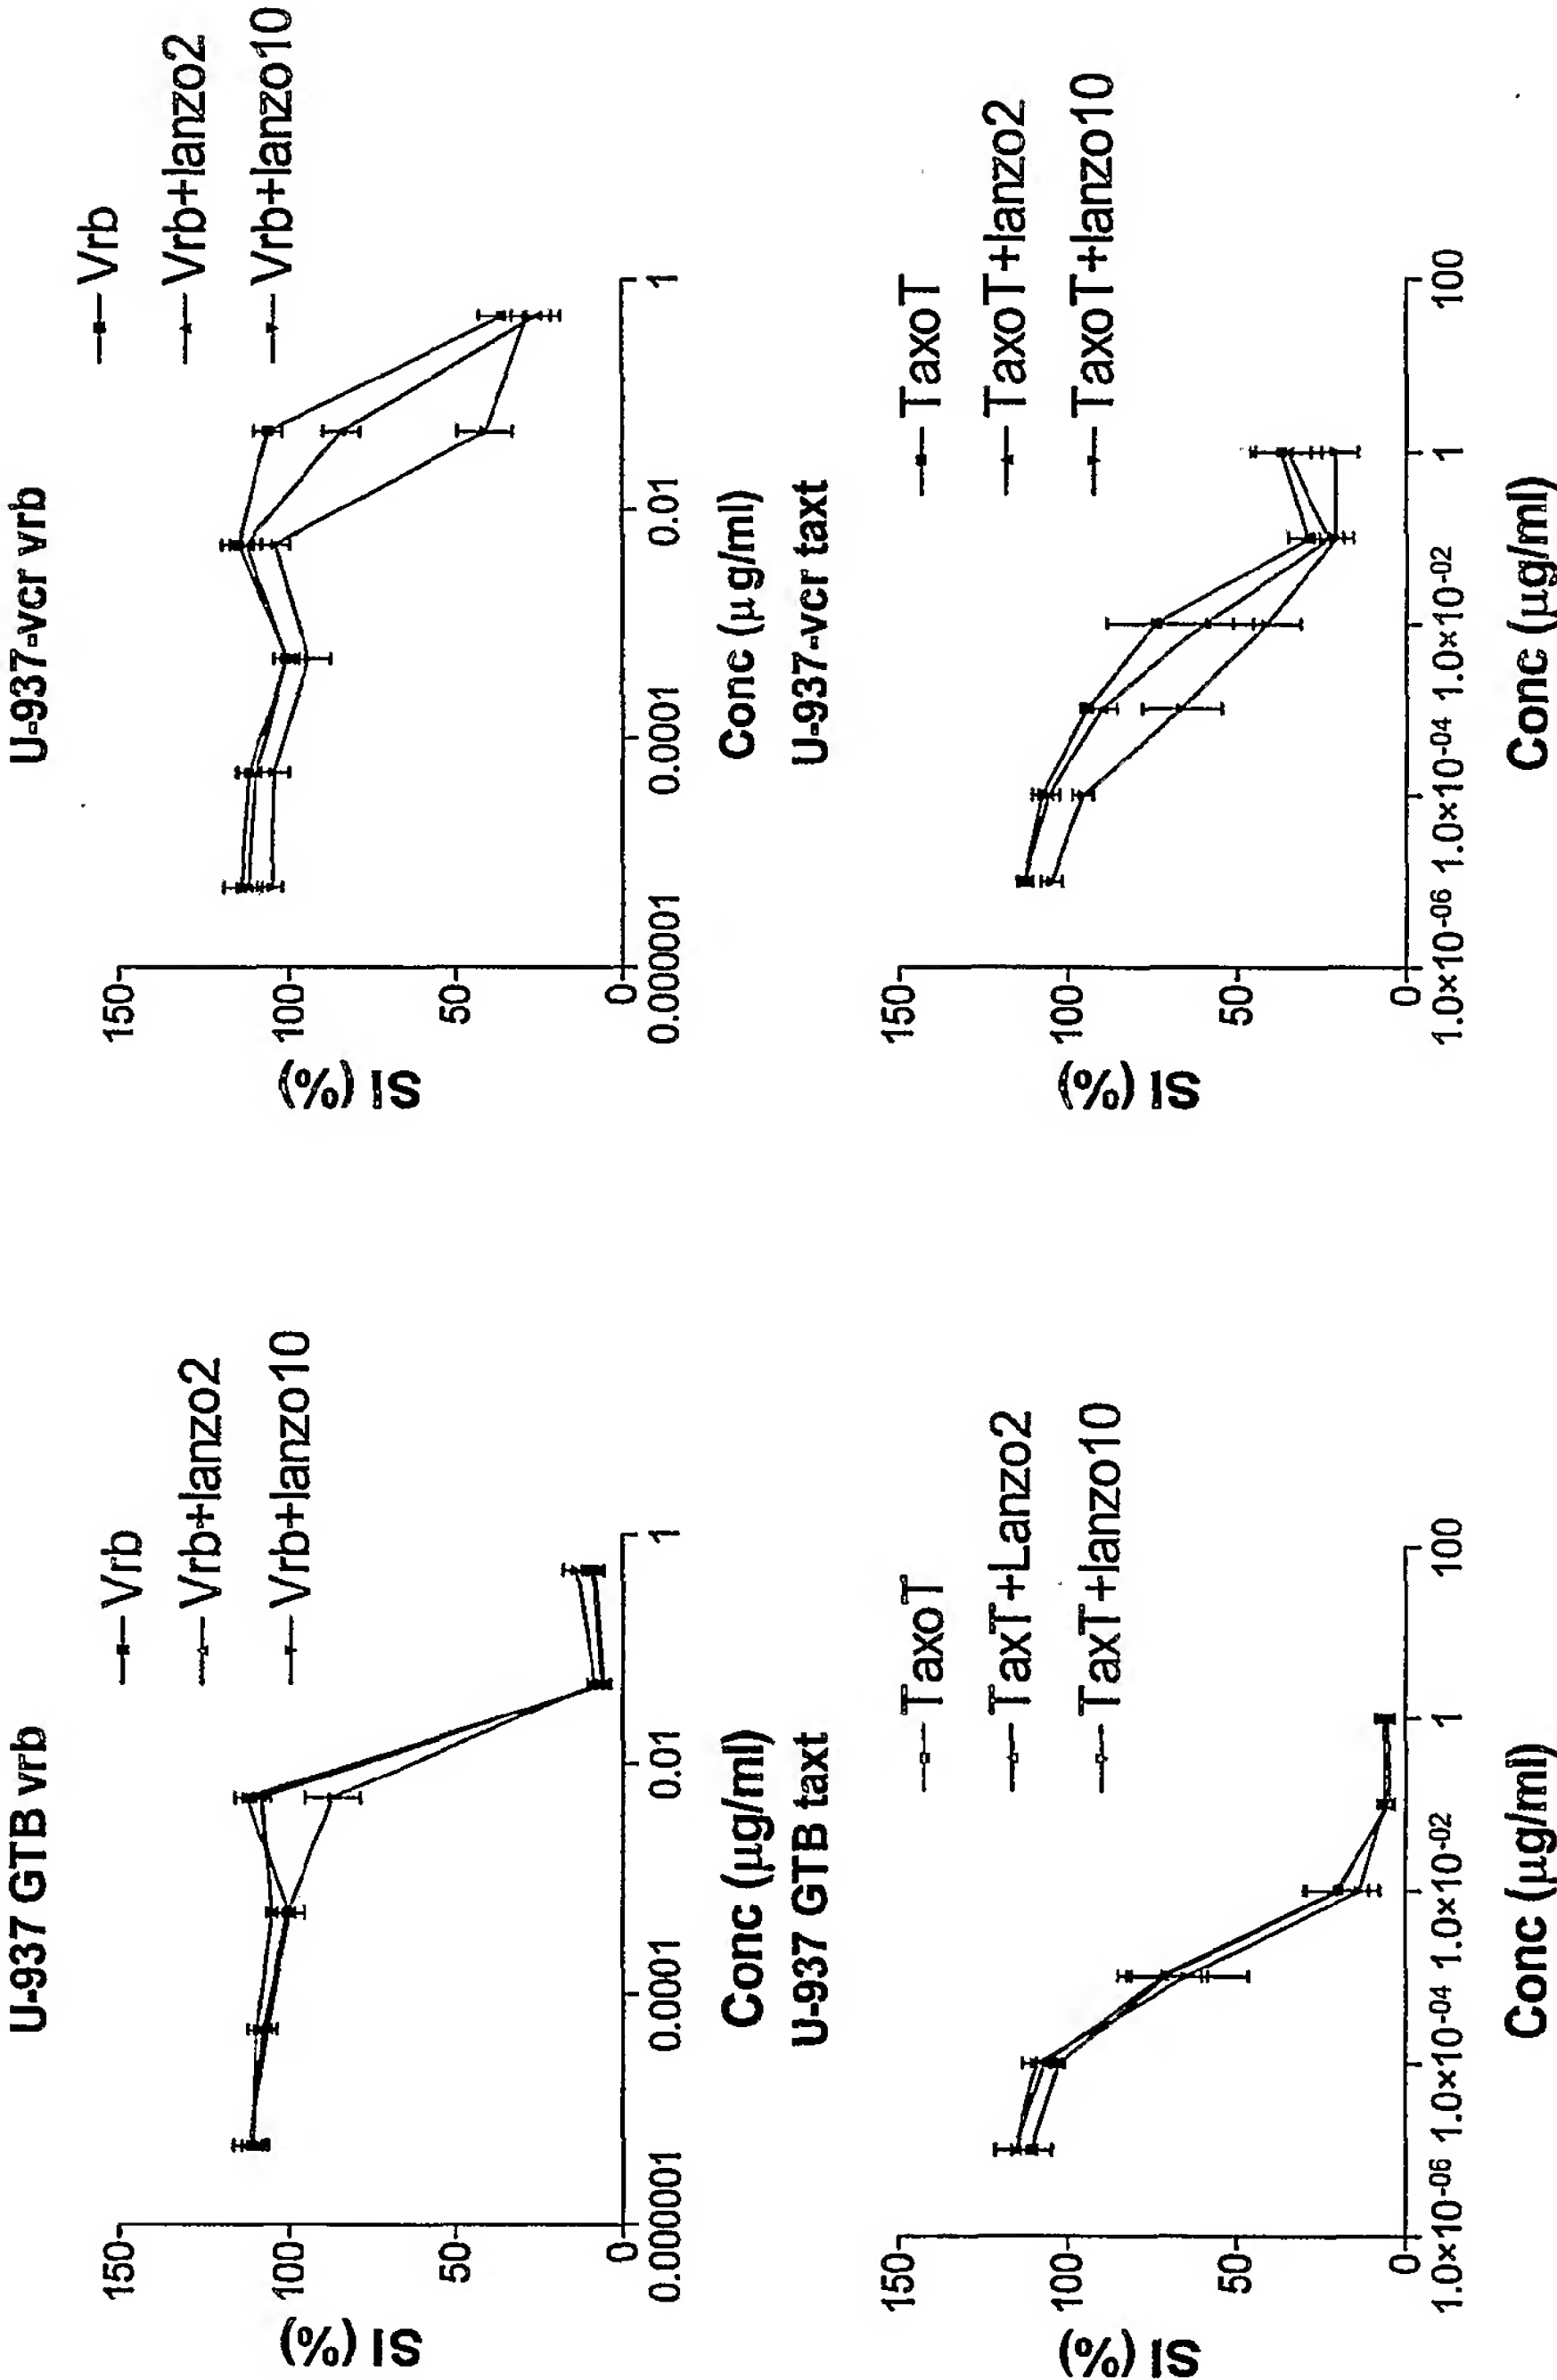 U-937 GTB vrb
150
100
50
0
SI (%)
0.000001
0.0001
0.01
1
Conc (µg/ml)
Vrb
Vrb+lanzo2
Vrb+lanzo10
U-937-vcr vrb
150
100
50
0
SI (%)
0.000001
0.0001
0.01
1
Conc (µg/ml)
Vrb
Vrb+lanzo2
Vrb+lanzo10
U-937 GTB taxt
150
100
50
0
SI (%)
1.0×10-06
1.0×10-04
1.0×10-02
1
100
Conc (µg/ml)
TaxoT
TaxT+Lanzo2
TaxT+lanzo10
U-937-vcr taxt
150
100
50
0
SI (%)
1.0×10-06
1.0×10-04
1.0×10-02
1
100
Conc (µg/ml)
TaxoT
TaxoT+lanzo2
TaxoT+lanzo10